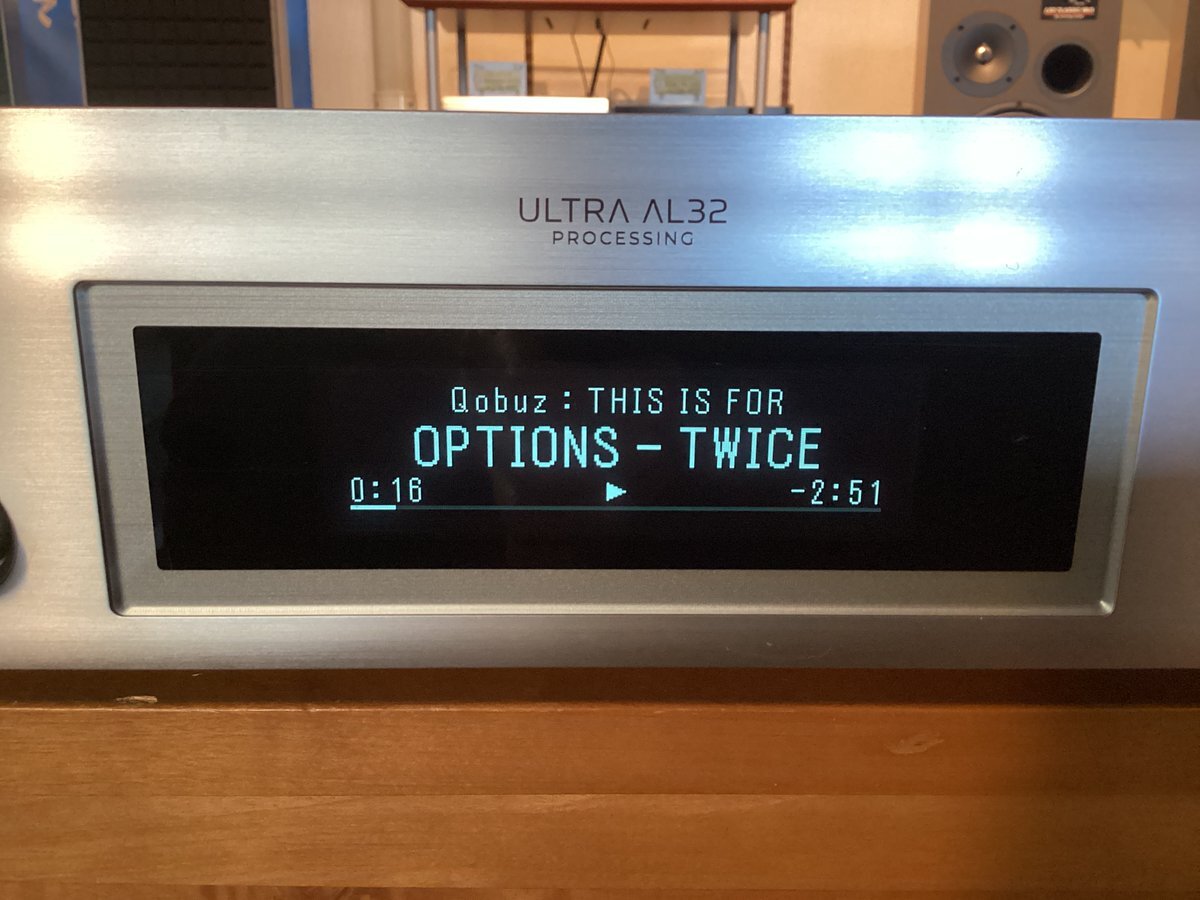 ULTRA AL32
PROCESSING
Qobuz : THIS IS FOR
OPTIONS - TWICE
0:16 -2:51